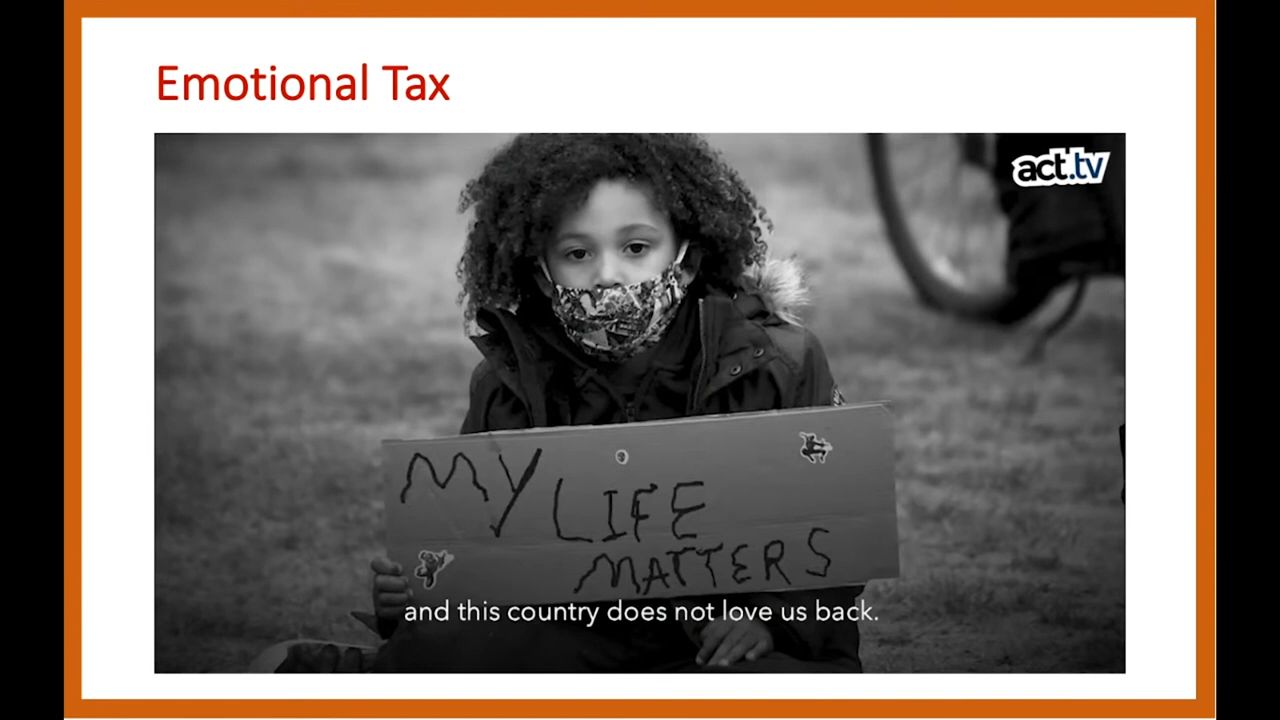 Emotional Tax
act.tv
MY LIFE
MATTERS
and this country does not love us back.